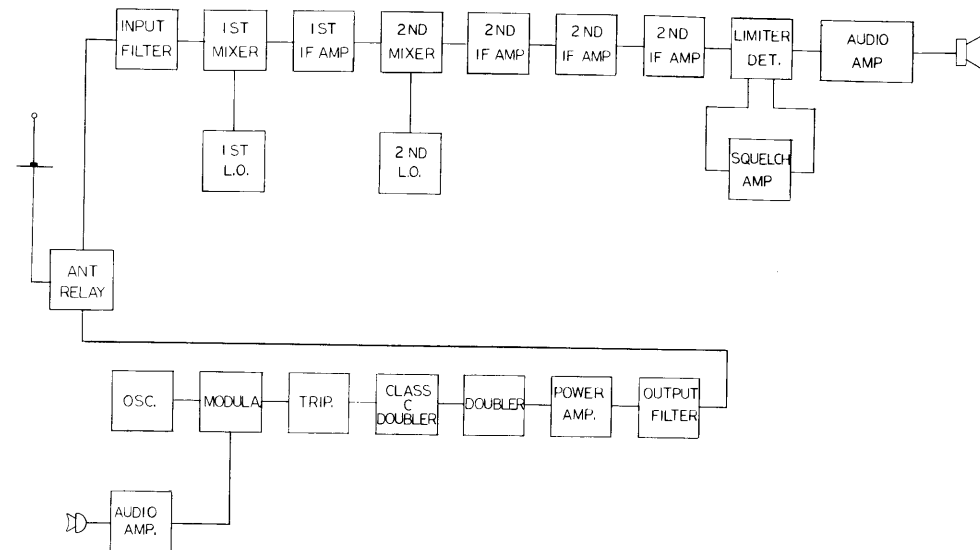 INPUT
FILTER
1ST
MIXER
1ST
IF AMP
2ND
MIXER
2ND
IF AMP
2ND
IF AMP
2ND
IF AMP
LIMITER
DET.
AUDIO
AMP
1ST
L.O.
2ND
L.O.
SQUELCH
AMP
ANT
RELAY
OSC.
MODULA
TRIP.
CLASS
C
DOUBLER
DOUBLER
POWER
AMP.
OUTPUT
FILTER
AUDIO
AMP.